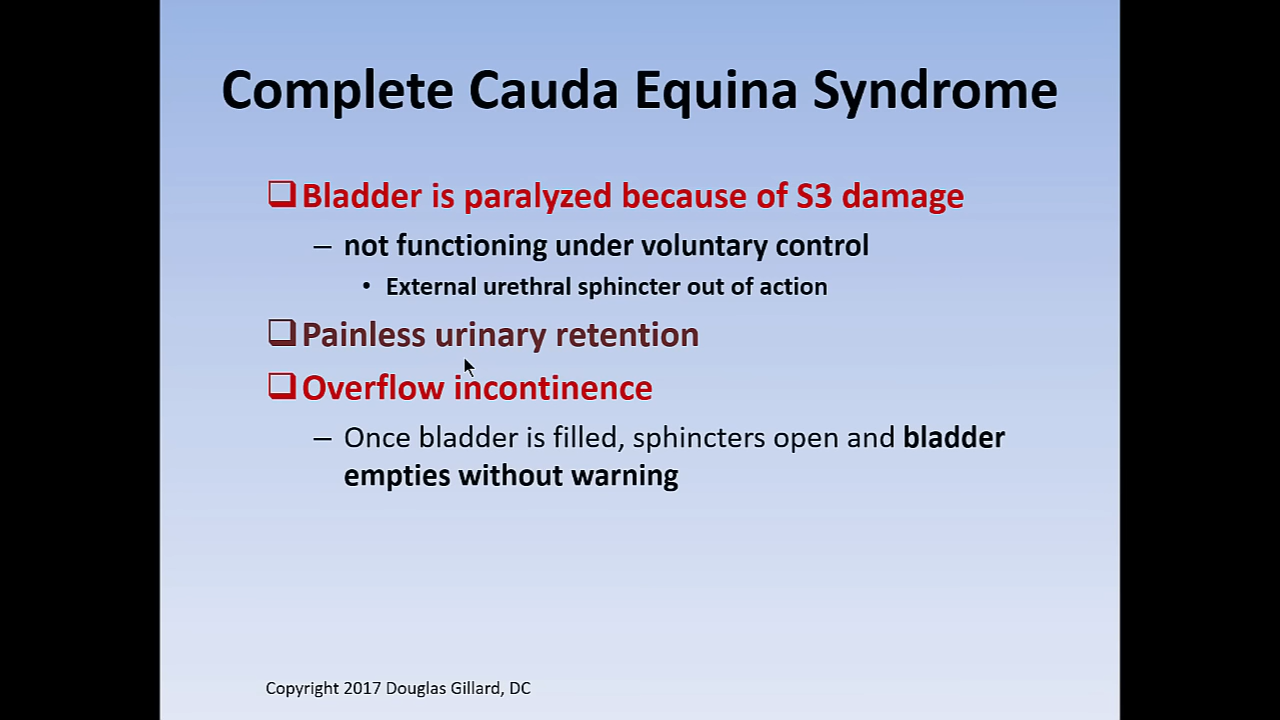 Complete Cauda Equina Syndrome
❑Bladder is paralyzed because of S3 damage
– not functioning under voluntary control
• External urethral sphincter out of action
❑Painless urinary retention
❑Overflow incontinence
– Once bladder is filled, sphincters open and bladder
empties without warning
Copyright 2017 Douglas Gillard, DC